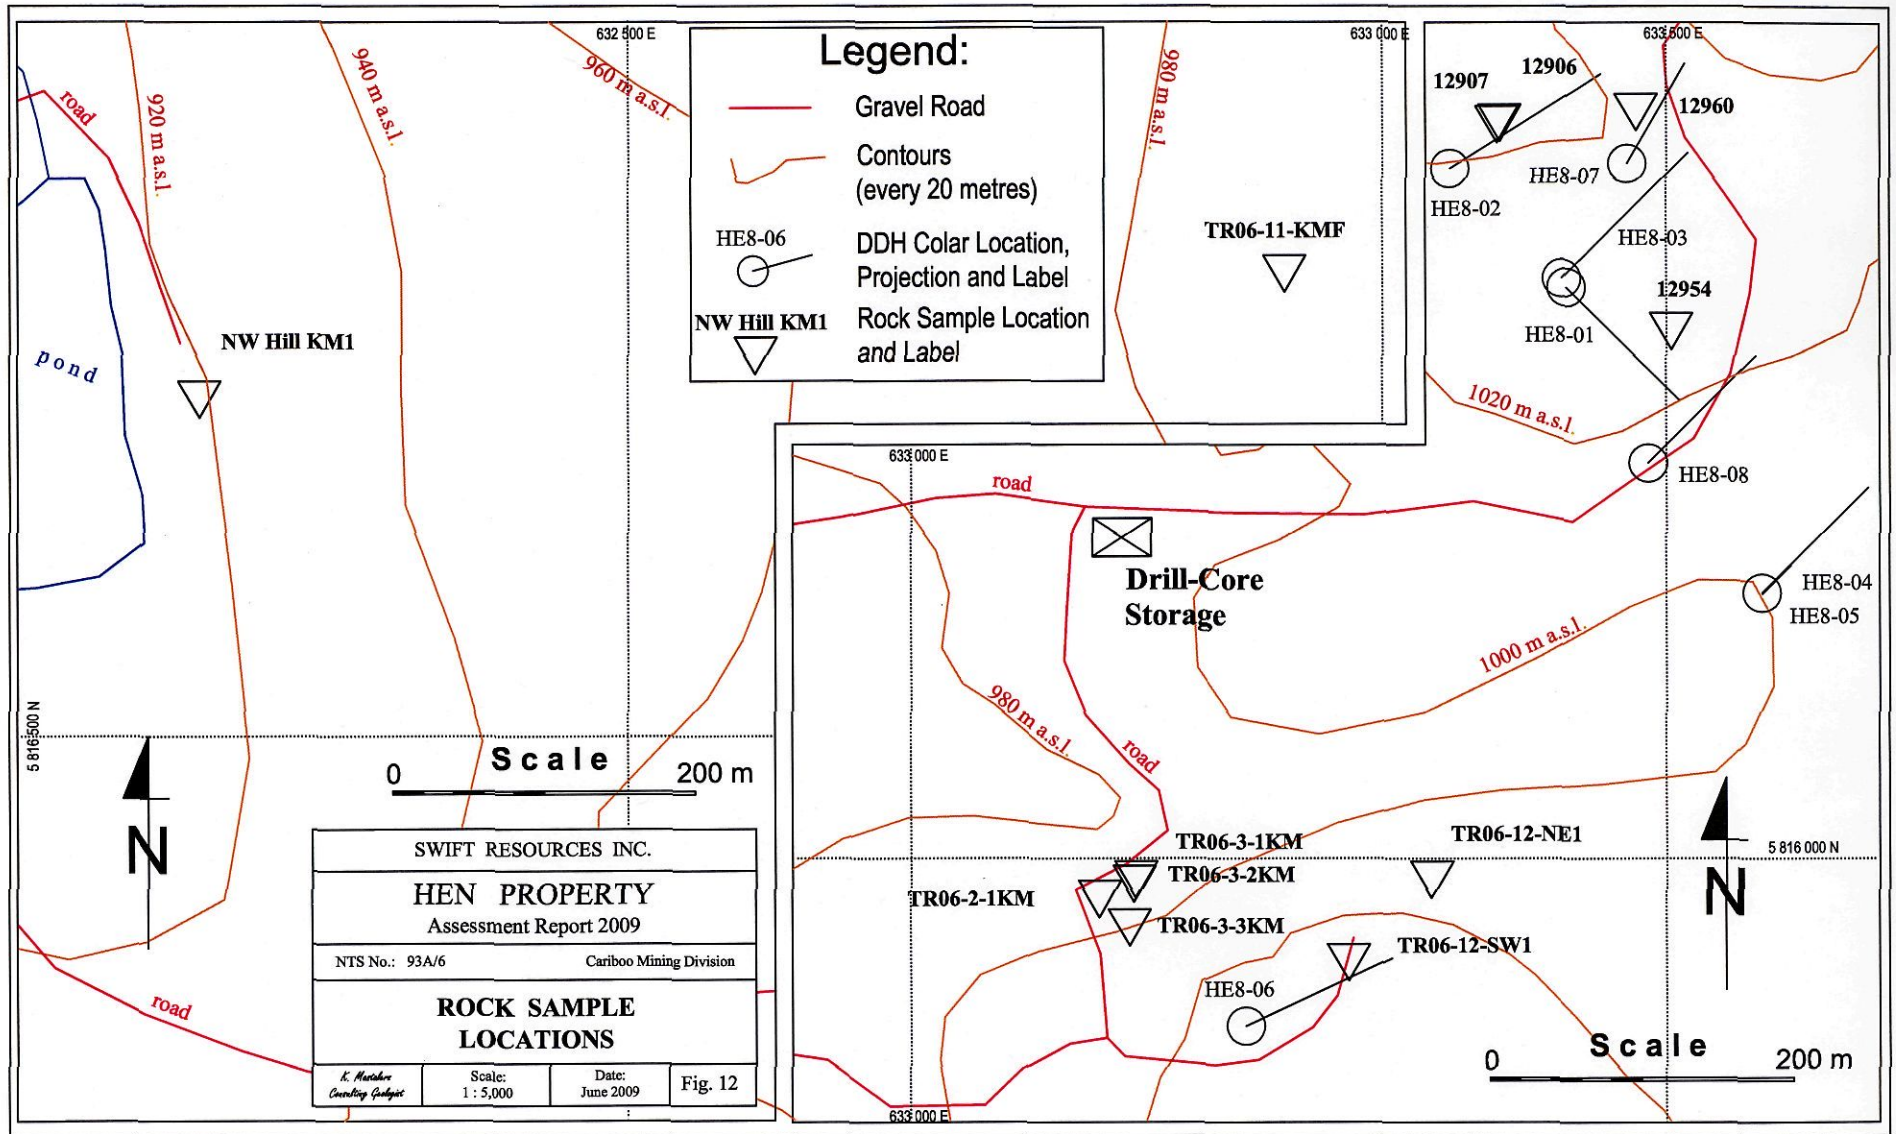 632 500 E
633 000 E
633 500 E
Legend:
Gravel Road
Contours
(every 20 metres)
HE8-06
DDH Colar Location,
Projection and Label
NW Hill KM1
Rock Sample Location
and Label
road
920 m a.s.l.
940 m a.s.l.
960 m a.s.l.
980 m a.s.l.
TR06-11-KMF
NW Hill KM1
pond
12907
12906
12960
HE8-07
HE8-02
HE8-03
12954
HE8-01
1020 m a.s.l.
HE8-08
633 000 E
road
Drill-Core
Storage
HE8-04
HE8-05
1000 m a.s.l.
980 m a.s.l.
road
5 816 500 N
Scale
0 200 m
N
TR06-3-1KM
TR06-12-NE1
5 816 000 N
TR06-3-2KM
TR06-2-1KM
TR06-3-3KM
TR06-12-SW1
HE8-06
N
Scale
0 200 m
633 000 E
road
SWIFT RESOURCES INC.
HEN PROPERTY
Assessment Report 2009
NTS No.: 93A/6 Cariboo Mining Division
ROCK SAMPLE
LOCATIONS
K. Mastalerz
Consulting Geologist
Scale:
1 : 5,000
Date:
June 2009
Fig. 12